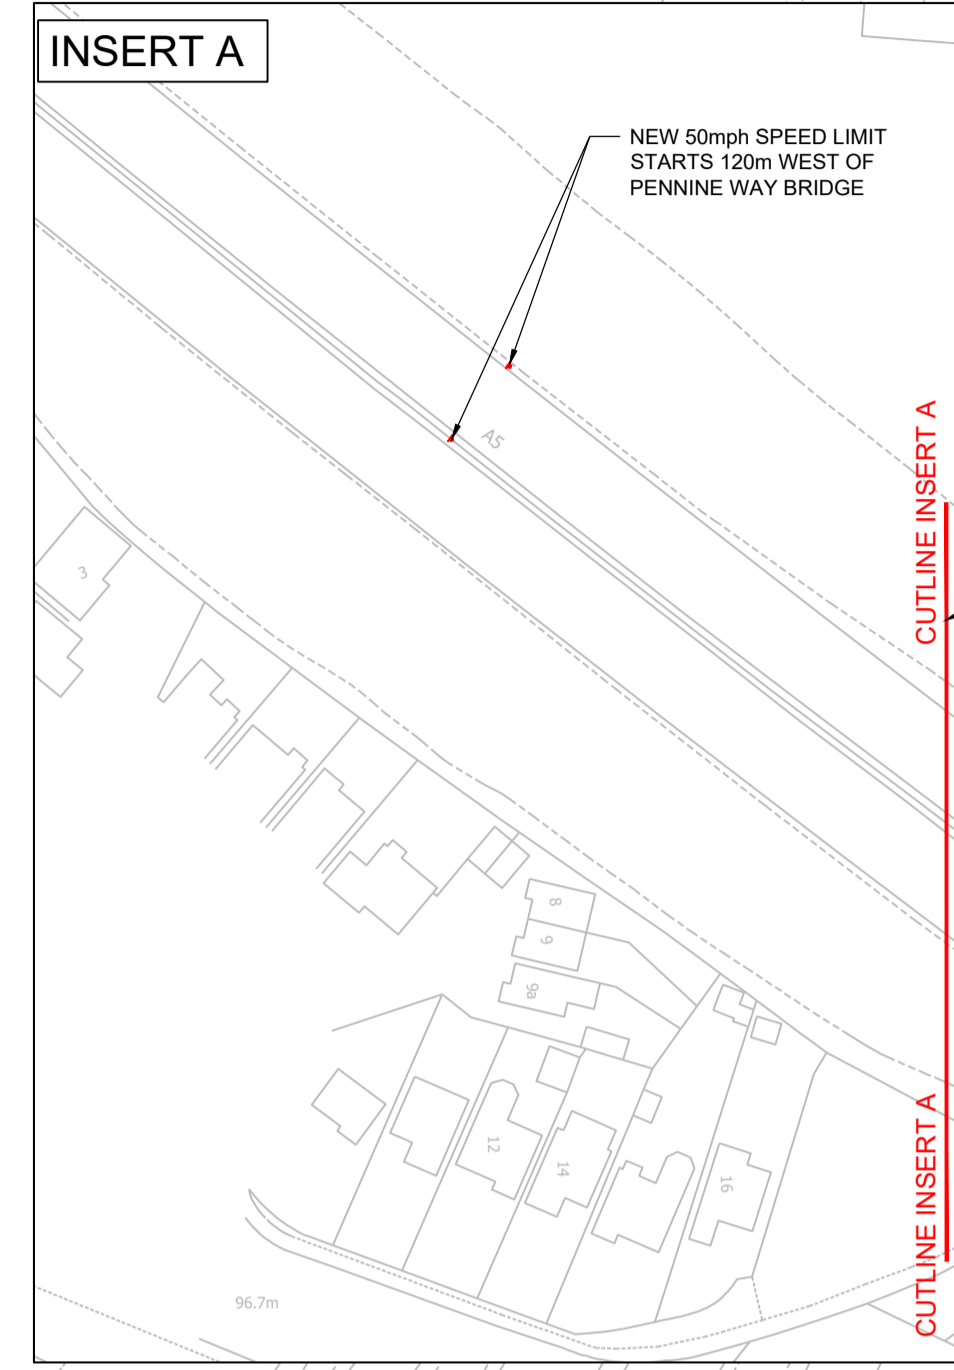 INSERT A
NEW 50mph SPEED LIMIT
STARTS 120m WEST OF
PENNINE WAY BRIDGE
A5
CUTLINE INSERT A
3
8
9
9a
12
14
16
CUTLINE INSERT A
96.7m